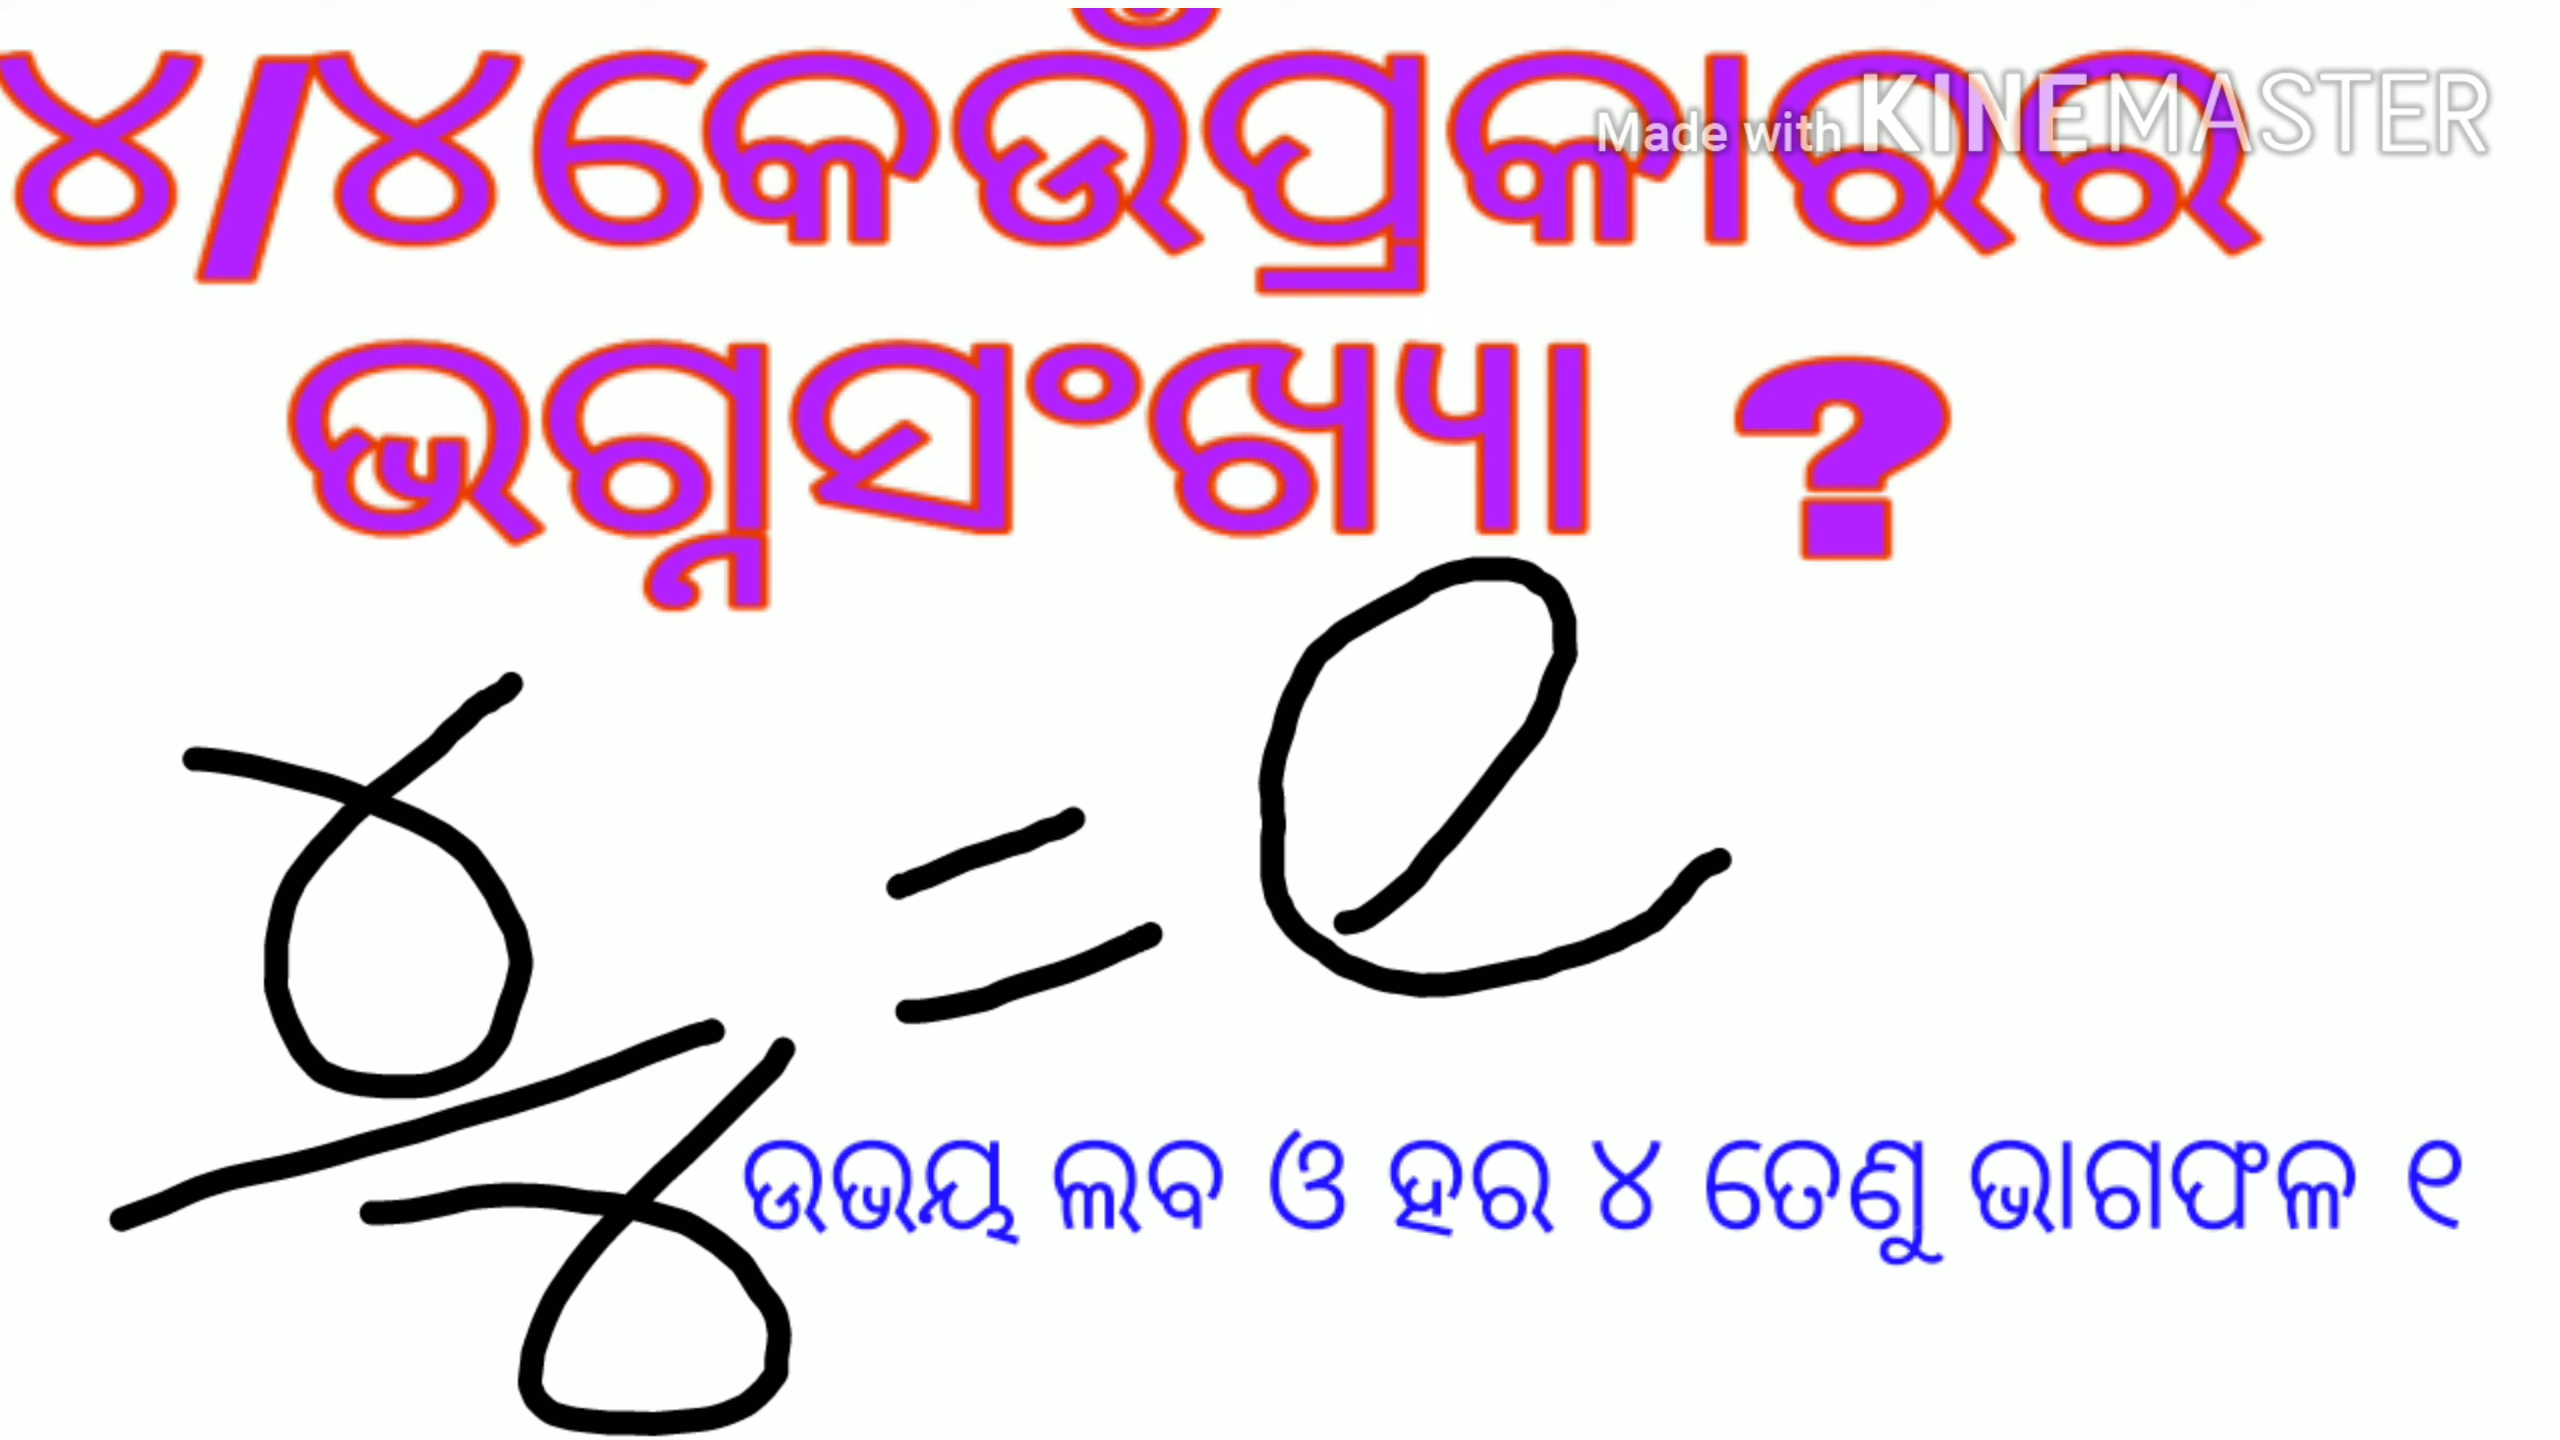 ୪/୪କେଉଁପ୍ରକାରର
Made with KINEMASTER
ଭଗ୍ନସଂଖ୍ୟା ?
୪
୪
= ୧
ଉଭୟ ଲବ ଓ ହର ୪ ତେଣୁ ଭାଗଫଳ ୧